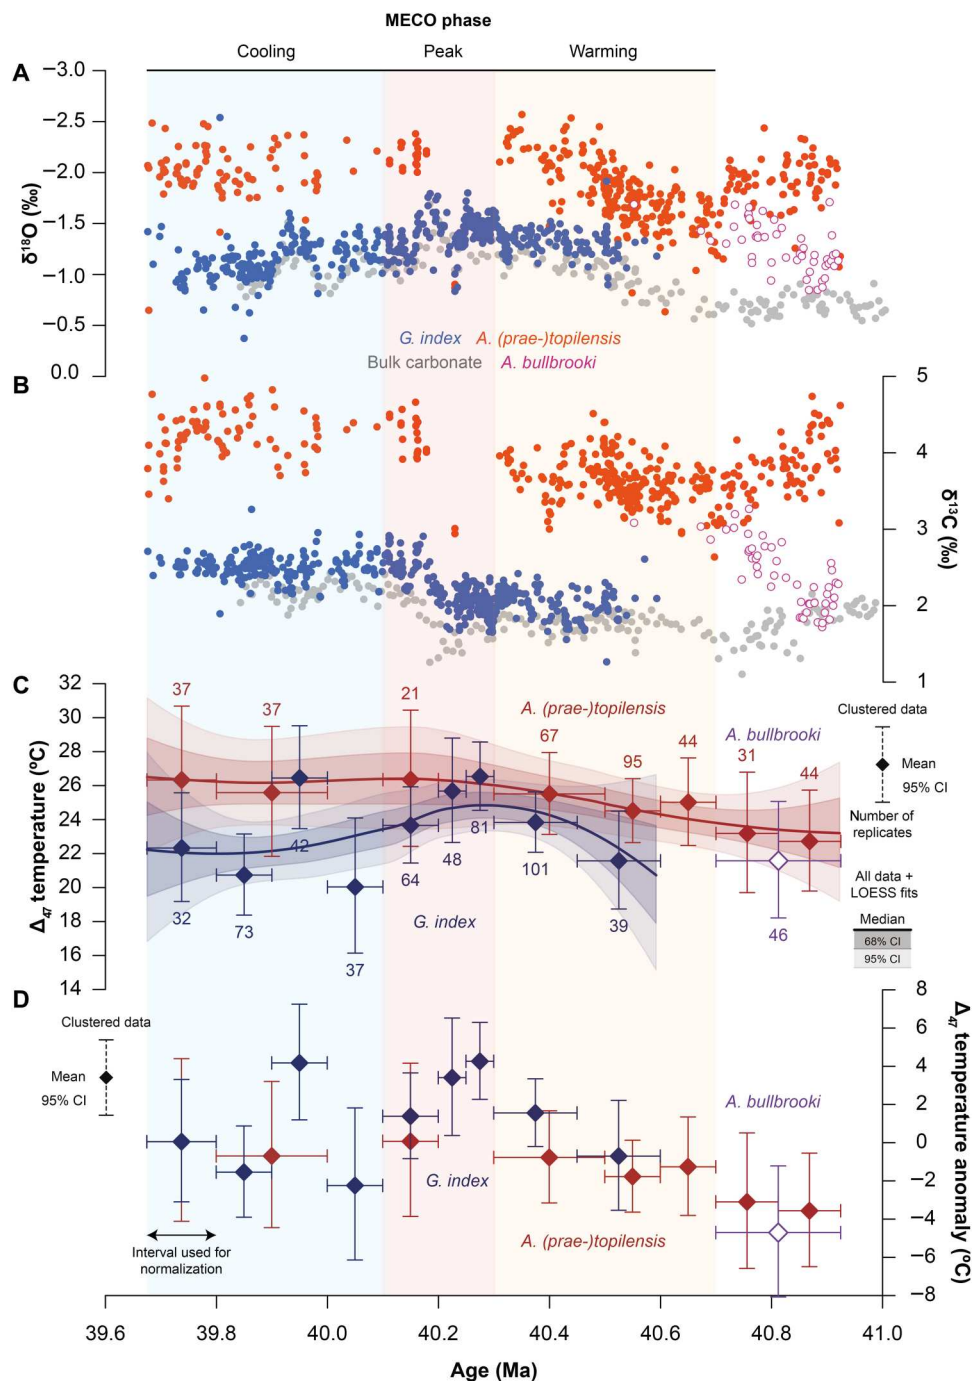 MECO phase
Cooling Peak Warming
A
−3.0
−2.5
−2.0
−1.5
−1.0
−0.5
0.0
δ18O (‰)
G. index A. (prae-)topilensis
Bulk carbonate A. bullbrooki
B
5
4
3
2
1
δ13C (‰)
C
32
30
28
26
24
22
20
18
16
14
Δ47 temperature (ºC)
37 37 21 67 95 44 31 44
32 73 42 37 64 48 81 101 39 46
A. (prae-)topilensis
A. bullbrooki
G. index
Clustered data
Mean
95% CI
Number of
replicates
All data +
LOESS fits
Median
68% CI
95% CI
D
Clustered data
Mean
95% CI
8
6
4
2
0
−2
−4
−6
−8
Δ47 temperature anomaly (ºC)
A. bullbrooki
G. index
A. (prae-)topilensis
Interval used for
normalization
39.6 39.8 40.0 40.2 40.4 40.6 40.8 41.0
Age (Ma)